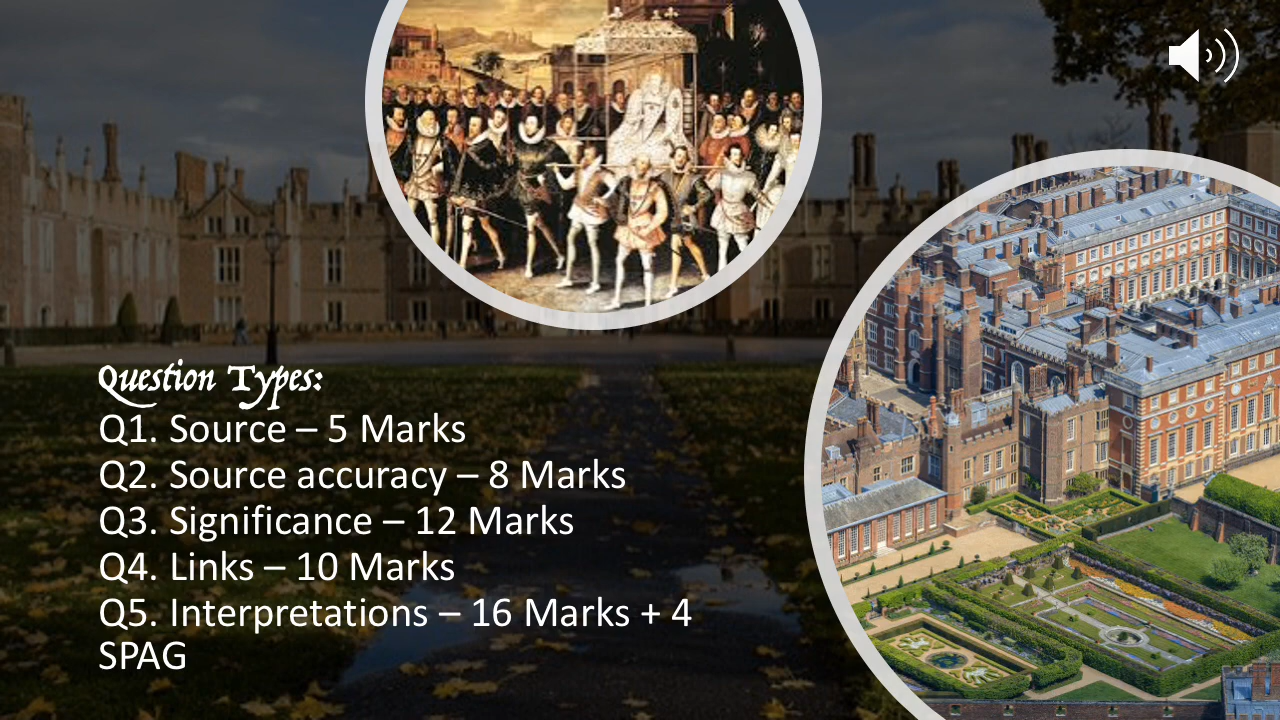 Question Types:
Q1. Source – 5 Marks
Q2. Source accuracy – 8 Marks
Q3. Significance – 12 Marks
Q4. Links – 10 Marks
Q5. Interpretations – 16 Marks + 4
SPAG